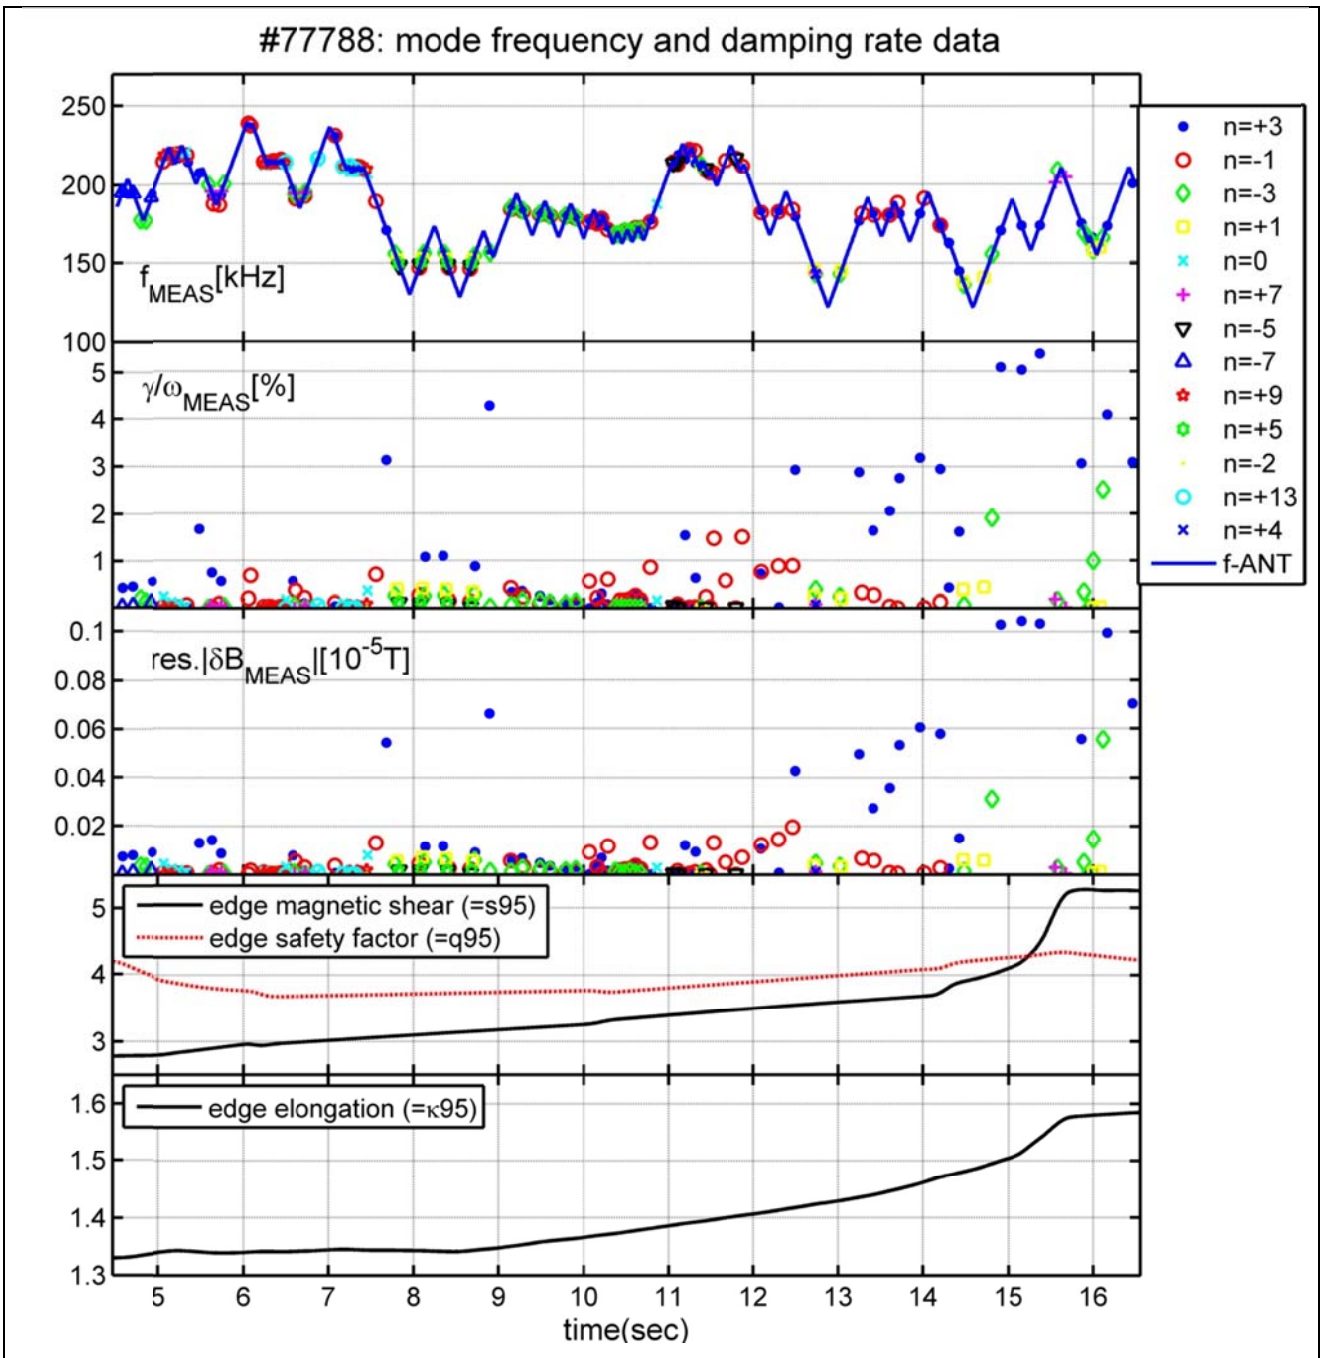 #77788: mode frequency and damping rate data
250
200
150
100
fMEAS[kHz]
n=+3
n=-1
n=-3
n=+1
n=0
n=+7
n=-5
n=-7
n=+9
n=+5
n=-2
n=+13
n=+4
f-ANT
γ/ωMEAS[%]
5
4
3
2
1
res.|δBMEAS|[10-5T]
0.1
0.08
0.06
0.04
0.02
edge magnetic shear (=s95)
edge safety factor (=q95)
5
4
3
edge elongation (=κ95)
1.6
1.5
1.4
1.3
5 6 7 8 9 10 11 12 13 14 15 16
time(sec)